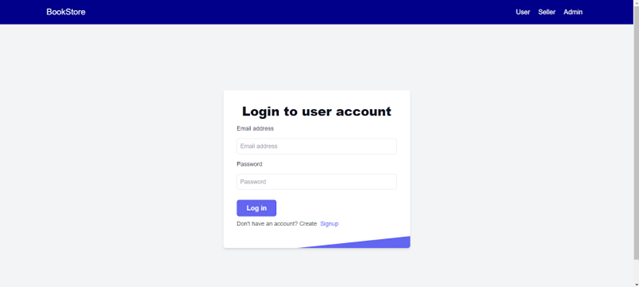 BookStore
User Seller Admin
Login to user account
Email address
Email address
Password
Password
Log in
Don't have an account? Create Signup